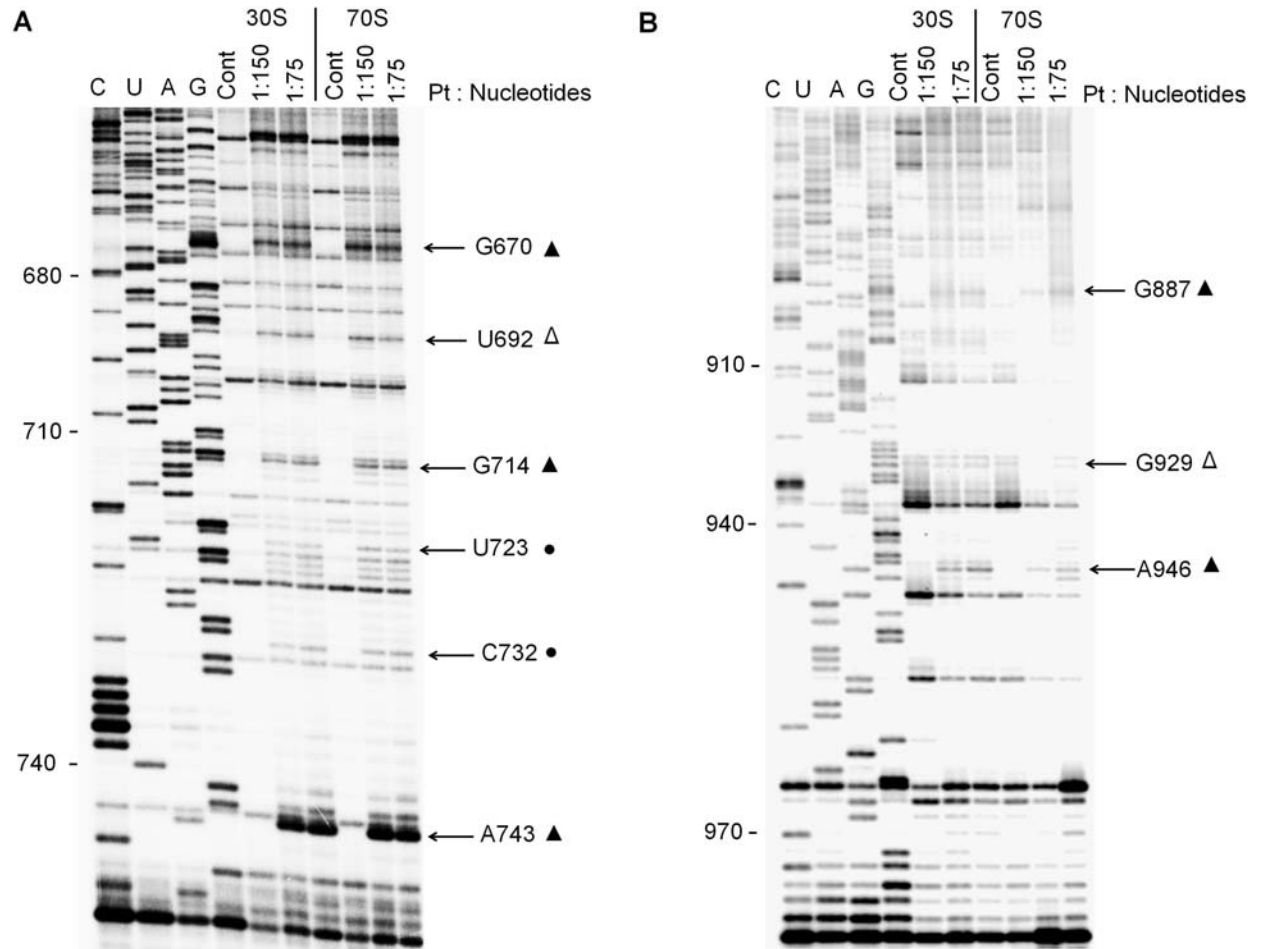 A
30S 70S
C U A G Cont 1:150 1:75 Cont 1:150 1:75 Pt : Nucleotides
G670 ▲
680 -
U692 Δ
710 -
G714 ▲
U723 ●
C732 ●
740 -
A743 ▲
B
30S 70S
C U A G Cont 1:150 1:75 Cont 1:150 1:75 Pt : Nucleotides
G887 ▲
910 -
G929 Δ
940 -
A946 ▲
970 -